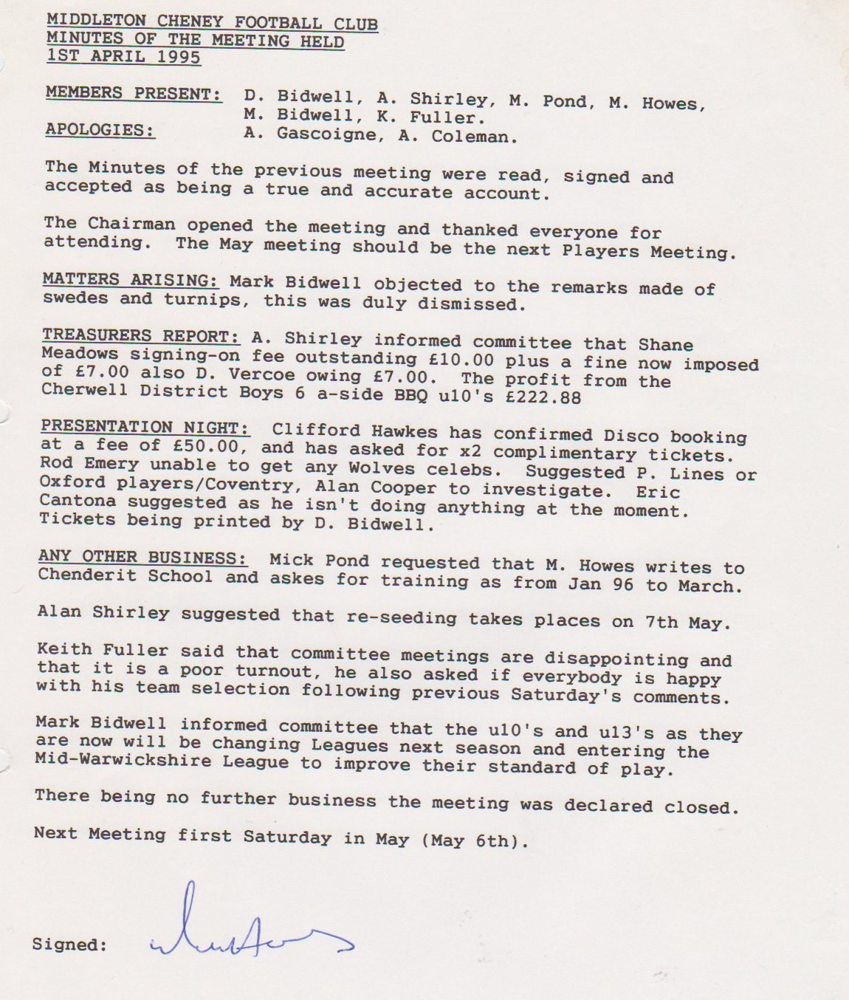 MIDDLETON CHENEY FOOTBALL CLUB
MINUTES OF THE MEETING HELD
1ST APRIL 1995
MEMBERS PRESENT: D. Bidwell, A. Shirley, M. Pond, M. Howes,
M. Bidwell, K. Fuller.
APOLOGIES: A. Gascoigne, A. Coleman.
The Minutes of the previous meeting were read, signed and
accepted as being a true and accurate account.
The Chairman opened the meeting and thanked everyone for
attending. The May meeting should be the next Players Meeting.
MATTERS ARISING: Mark Bidwell objected to the remarks made of
swedes and turnips, this was duly dismissed.
TREASURERS REPORT: A. Shirley informed committee that Shane
Meadows signing-on fee outstanding £10.00 plus a fine now imposed
of £7.00 also D. Vercoe owing £7.00. The profit from the
Cherwell District Boys 6 a-side BBQ u10's £222.88
PRESENTATION NIGHT: Clifford Hawkes has confirmed Disco booking
at a fee of £50.00, and has asked for x2 complimentary tickets.
Rod Emery unable to get any Wolves celebs. Suggested P. Lines or
Oxford players/Coventry, Alan Cooper to investigate. Eric
Cantona suggested as he isn't doing anything at the moment.
Tickets being printed by D. Bidwell.
ANY OTHER BUSINESS: Mick Pond requested that M. Howes writes to
Chenderit School and askes for training as from Jan 96 to March.
Alan Shirley suggested that re-seeding takes places on 7th May.
Keith Fuller said that committee meetings are disappointing and
that it is a poor turnout, he also asked if everybody is happy
with his team selection following previous Saturday's comments.
Mark Bidwell informed committee that the u10's and u13's as they
are now will be changing Leagues next season and entering the
Mid-Warwickshire League to improve their standard of play.
There being no further business the meeting was declared closed.
Next Meeting first Saturday in May (May 6th).
Signed: